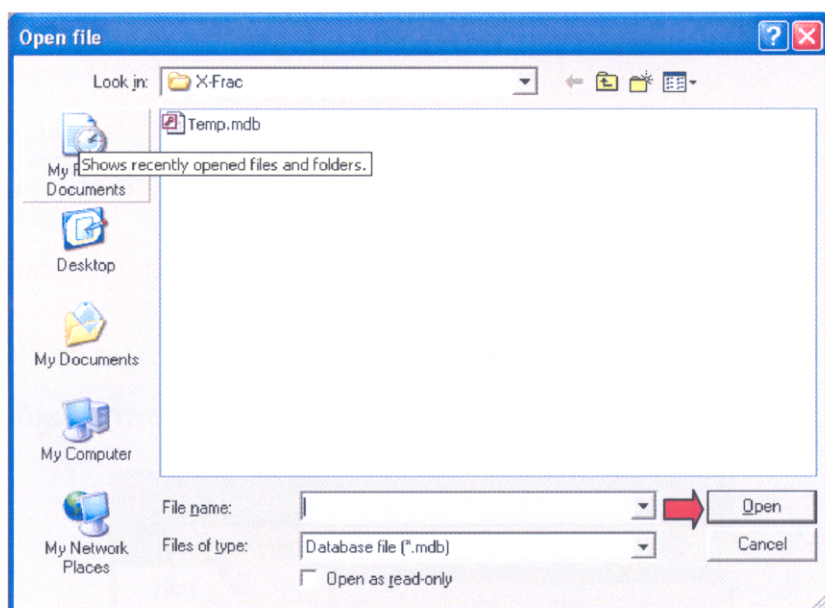 Open file
Look in: X-Frac
Temp.mdb
Shows recently opened files and folders.
My
Documents
Desktop
My Documents
My Computer
My Network
Places
File name:
Open
Files of type: Database file (*.mdb)
Cancel
Open as read-only